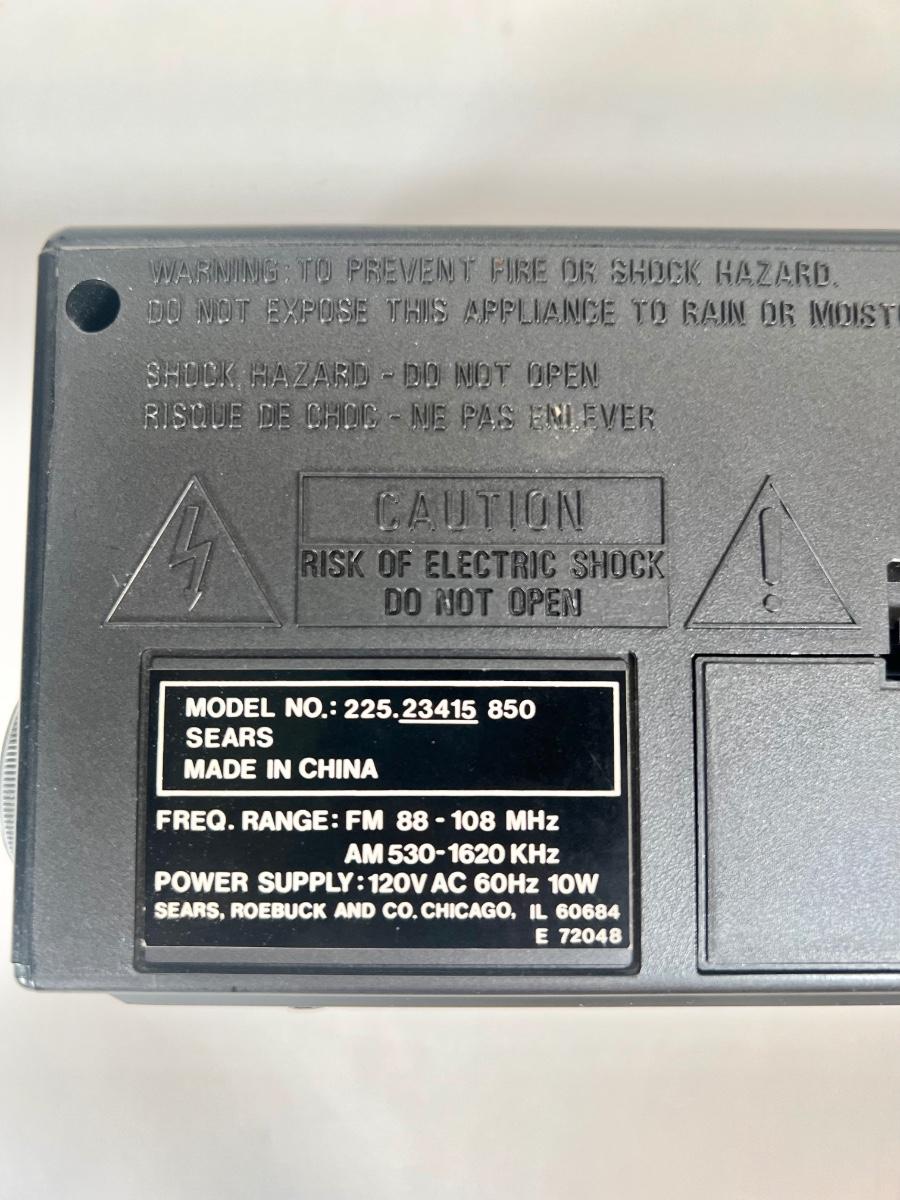 WARNING: TO PREVENT FIRE OR SHOCK HAZARD.
DO NOT EXPOSE THIS APPLIANCE TO RAIN OR
SHOCK HAZARD - DO NOT OPEN
RISQUE DE CHOC - NE PAS ENLEVER
CAUTION
RISK OF ELECTRIC SHOCK
DO NOT OPEN
MODEL NO.: 225.23415 850
SEARS
MADE IN CHINA
FREQ. RANGE: FM 88 - 108 MHz
AM 530-1620 KHz
POWER SUPPLY: 120V AC 60Hz 10W
SEARS, ROEBUCK AND CO. CHICAGO, IL 60684
E 72048